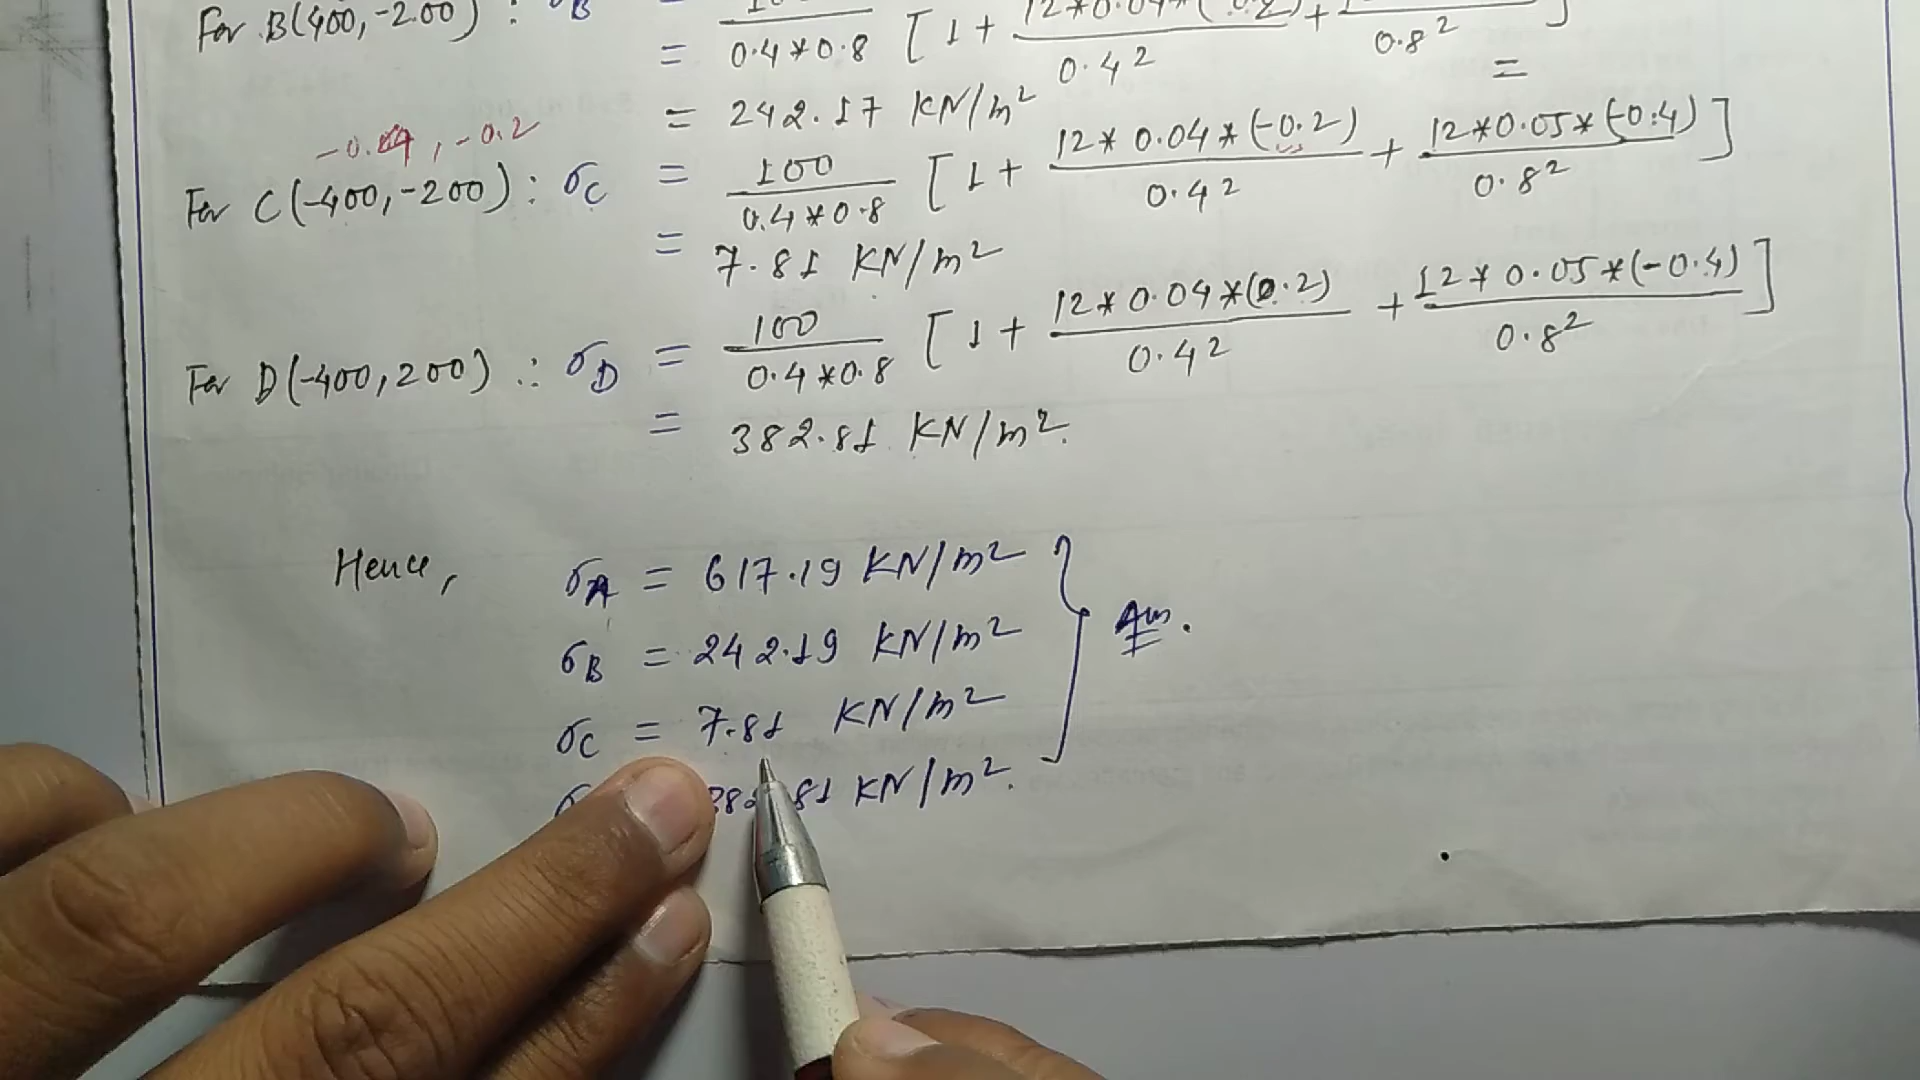 For B(400,-200) : σB = 10 / 0.4*0.8 [1 + 12*0.04*(-0.2) / 0.4² + / 0.8² ]
=
= 242.17 KN/m²
-0.4, -0.2
For C(-400,-200) : σC = 100 / 0.4*0.8 [1 + 12*0.04*(-0.2) / 0.4² + 12*0.05*(-0.4) / 0.8² ]
= 7.81 KN/m²
For D(-400,200) : σD = 100 / 0.4*0.8 [1 + 12*0.04*(0.2) / 0.4² + 12*0.05*(-0.4) / 0.8² ]
= 382.81 KN/m².
Hence, σA = 617.19 KN/m²
σB = 242.19 KN/m²
Ans.
σC = 7.81 KN/m²
σ 382.81 KN/m².